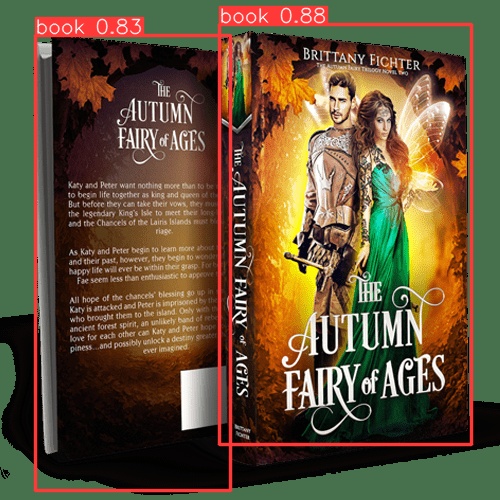 book 0.83
THE
AUTUMN
FAIRY OF AGES
Katy and Peter want nothing more than to be
to begin life together as king and queen of the
But before they can take their vows, they
the legendary King's Isle to meet their long
and the Chancels of the Lairis Islands must
riage.
As Katy and Peter begin to learn more about
and their past, however, they begin to
happy life will ever be within their grasp. For
Fae seem less than enthusiastic to approve
All hope of the chancels' blessing go up in
Katy is attacked and Peter is imprisoned by the
who brought them to the island. Only with
ancient forest spirit, an unlikely band of
love for each other can Katy and Peter hope
piness...and possibly unlock a destiny greater
ever imagined.
book 0.88
THE AUTUMN FAIRY OF AGES
BRITTANY
FICHTER
BRITTANY FICHTER
THE AUTUMN FAIRY TRILOGY NOVEL TWO
THE
AUTUMN
FAIRY OF AGES